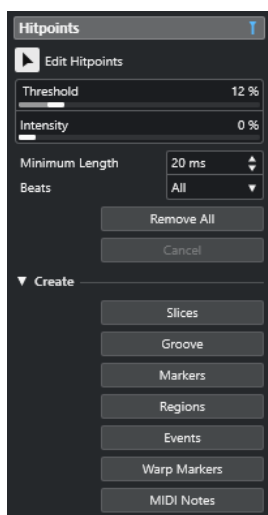 Hitpoints
Edit Hitpoints
Threshold 12 %
Intensity 0 %
Minimum Length 20 ms
Beats All
Remove All
Cancel
Create
Slices
Groove
Markers
Regions
Events
Warp Markers
MIDI Notes